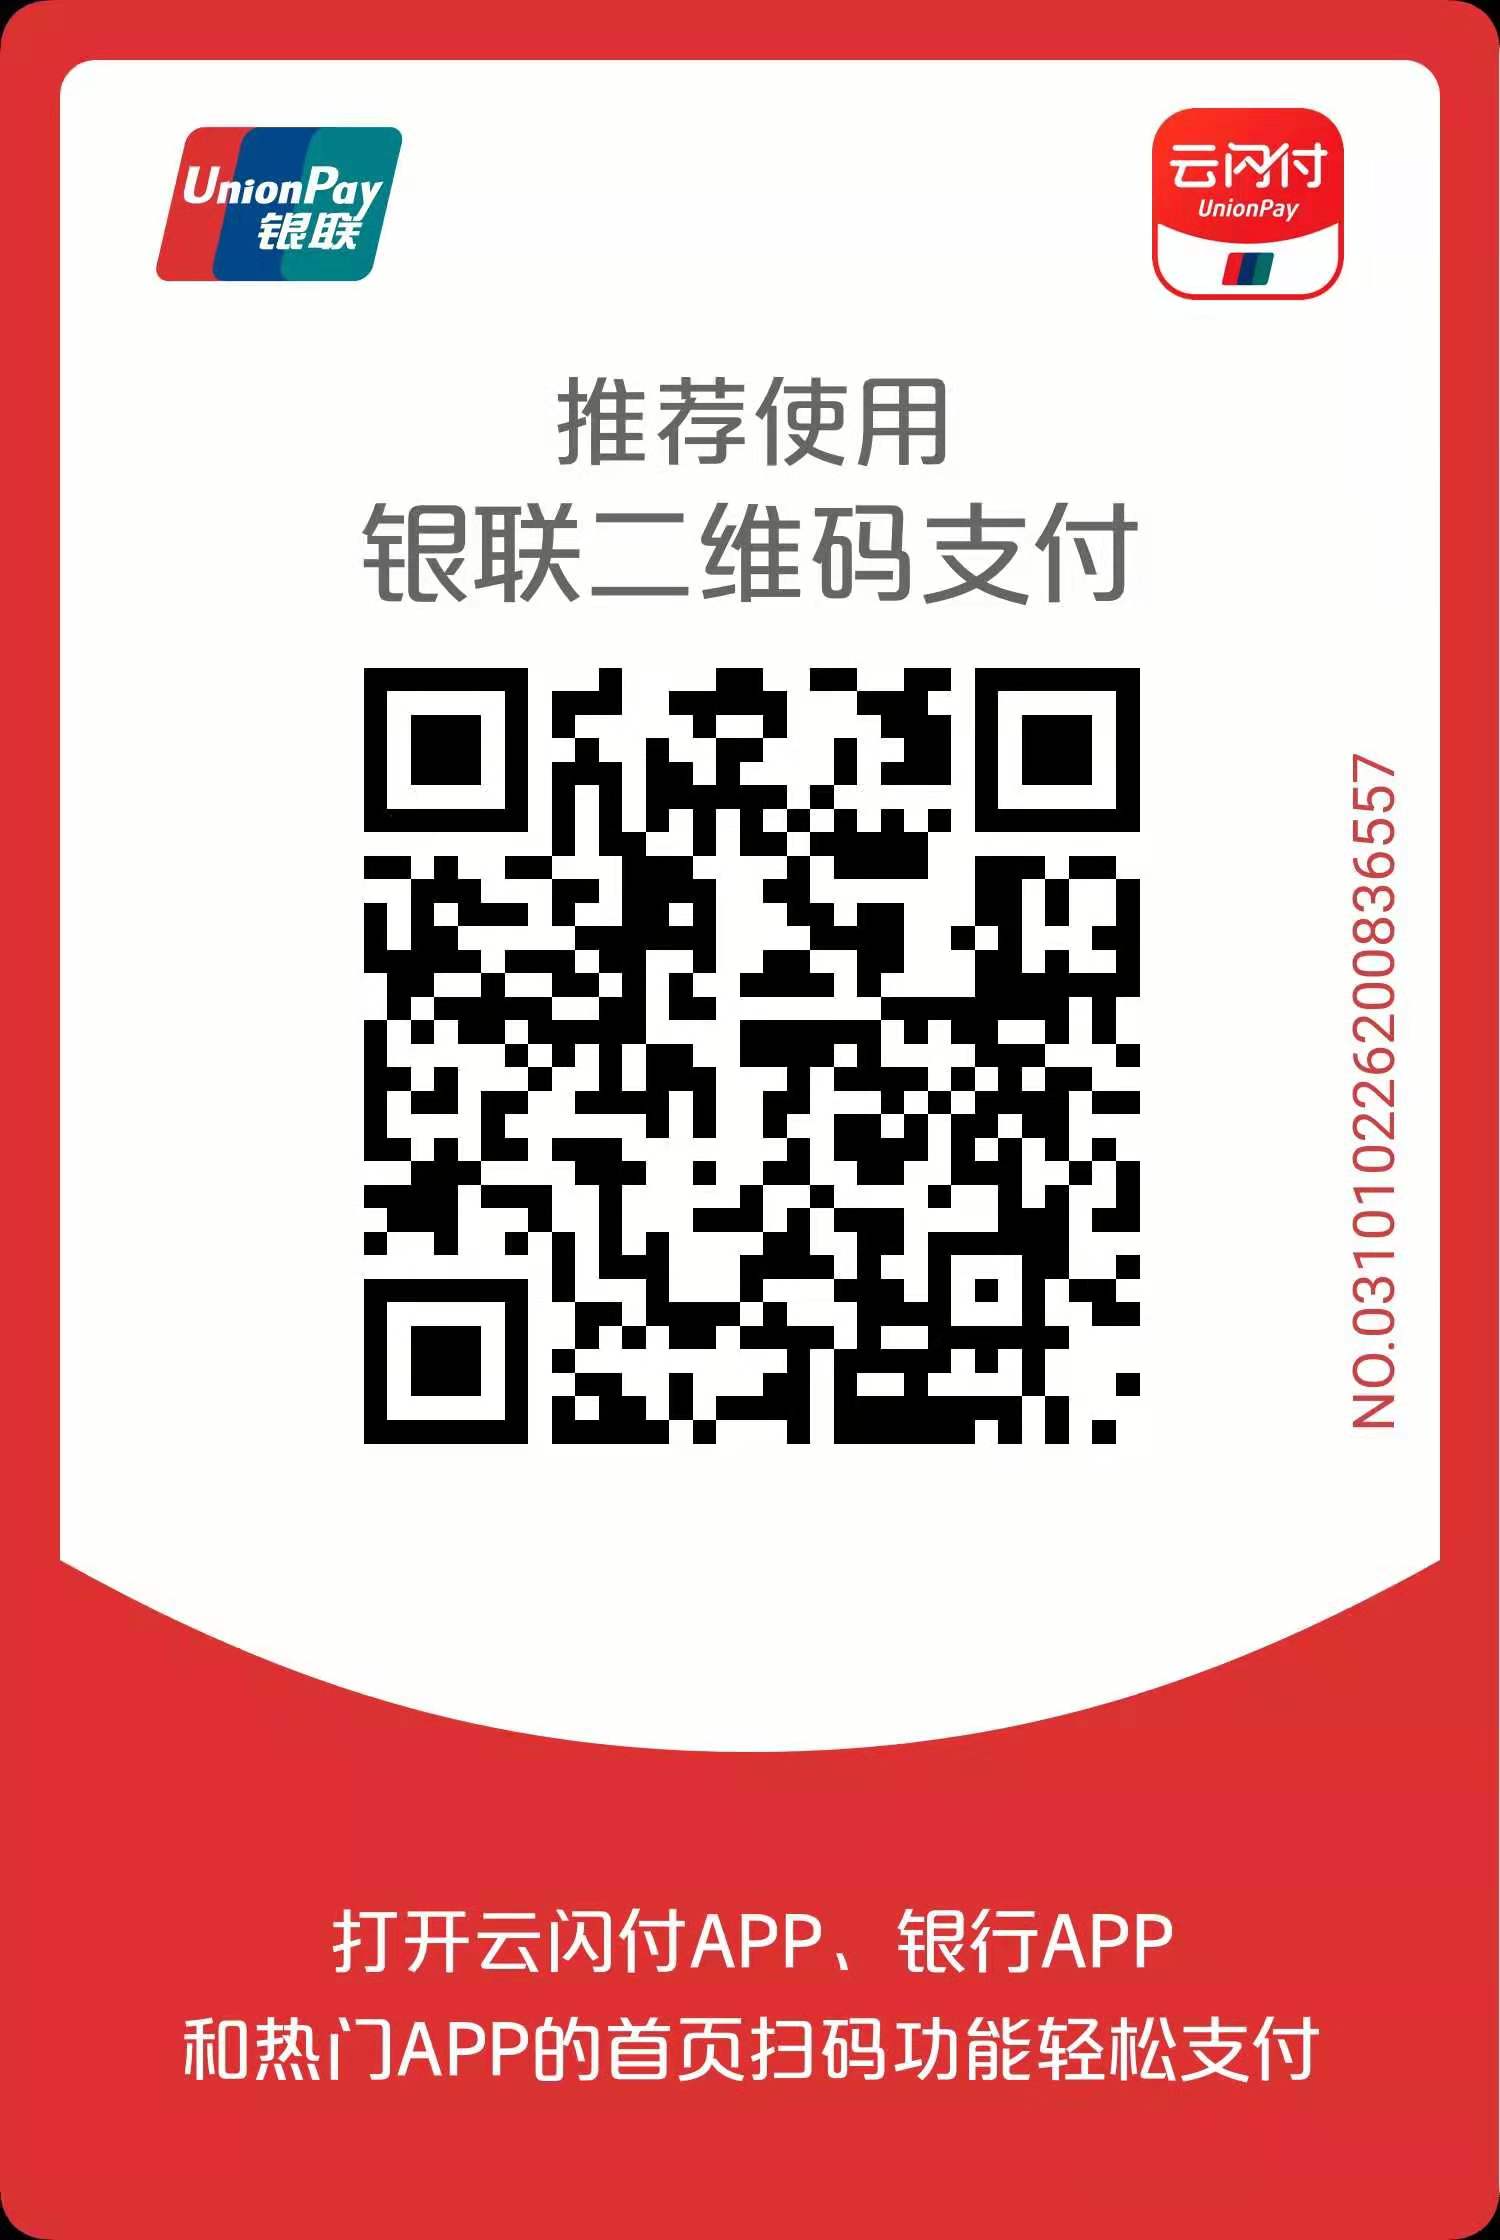 UnionPay
银联
云闪付
UnionPay
推荐使用
银联二维码支付
NO.0310102262008365​57
打开云闪付APP、银行APP
和热门APP的首页扫码功能轻松支付